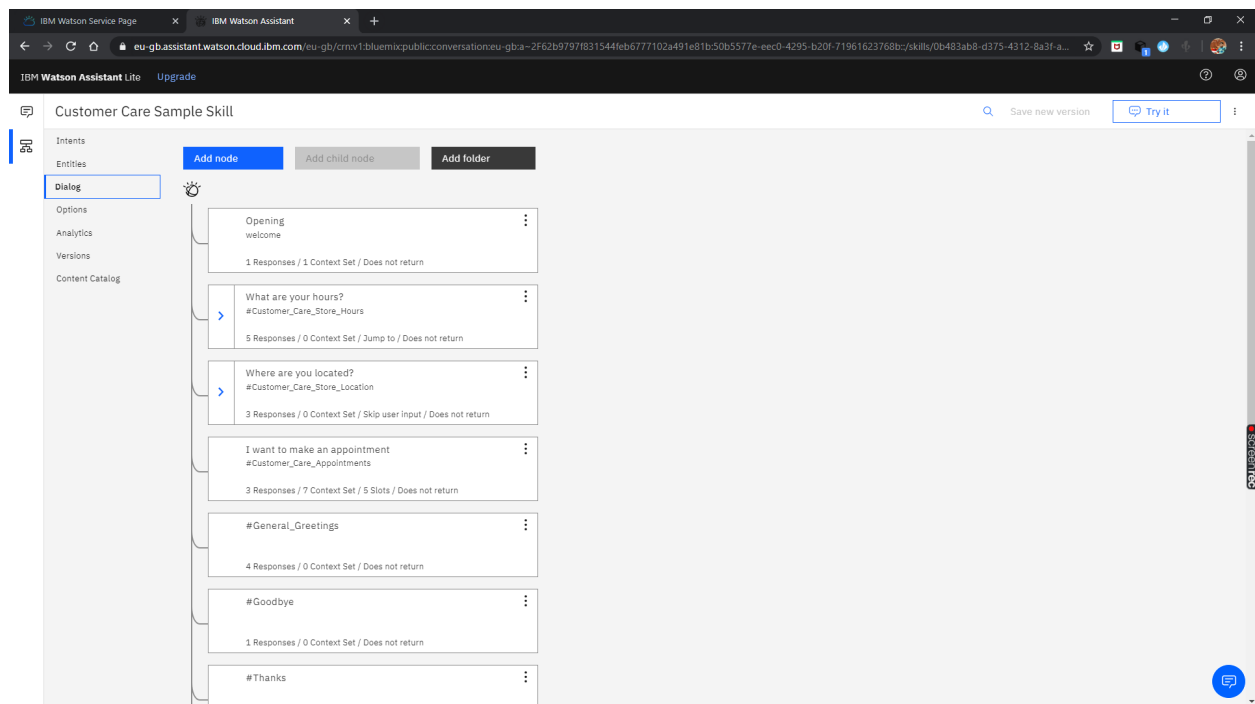 IBM Watson Service Page
IBM Watson Assistant
eu-gb.assistant.watson.cloud.ibm.com/eu-gb/crn:v1:bluemix:public:conversation:eu-gb:a~2F62b9797f831544feb6777102a491e81b:50b5577e-eec0-4295-b20f-71961623768b::/skills/0b483ab8-d375-4312-8a3f-a...
IBM Watson Assistant Lite Upgrade
Customer Care Sample Skill
Save new version
Try it
Intents
Entities
Dialog
Options
Analytics
Versions
Content Catalog
Add node
Add child node
Add folder
Opening
welcome
1 Responses / 1 Context Set / Does not return
What are your hours?
#Customer_Care_Store_Hours
5 Responses / 0 Context Set / Jump to / Does not return
Where are you located?
#Customer_Care_Store_Location
3 Responses / 0 Context Set / Skip user input / Does not return
I want to make an appointment
#Customer_Care_Appointments
3 Responses / 7 Context Set / 5 Slots / Does not return
#General_Greetings
4 Responses / 0 Context Set / Does not return
#Goodbye
1 Responses / 0 Context Set / Does not return
#Thanks
screenrec